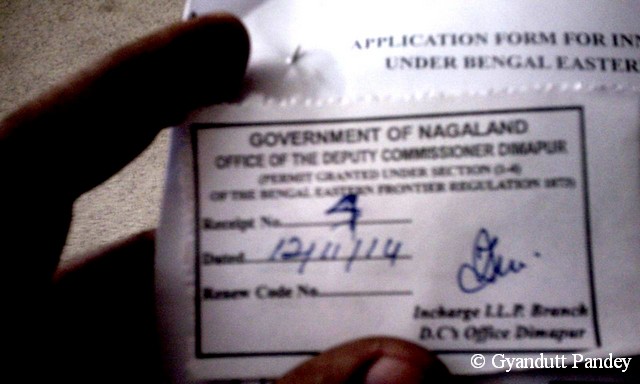 APPLICATION FORM FOR INN
UNDER BENGAL EASTER
GOVERNMENT OF NAGALAND
OFFICE OF THE DEPUTY COMMISSIONER DIMAPUR
(PERMIT GRANTED UNDER SECTION (3-4)
OF THE BENGAL EASTERN FRONTIER REGULATION 1873)
Receipt No.
Dated 12/11/14
Renew Code No.
Incharge I.L.P. Branch
D.C's Office Dimapur
© Gyandutt Pandey